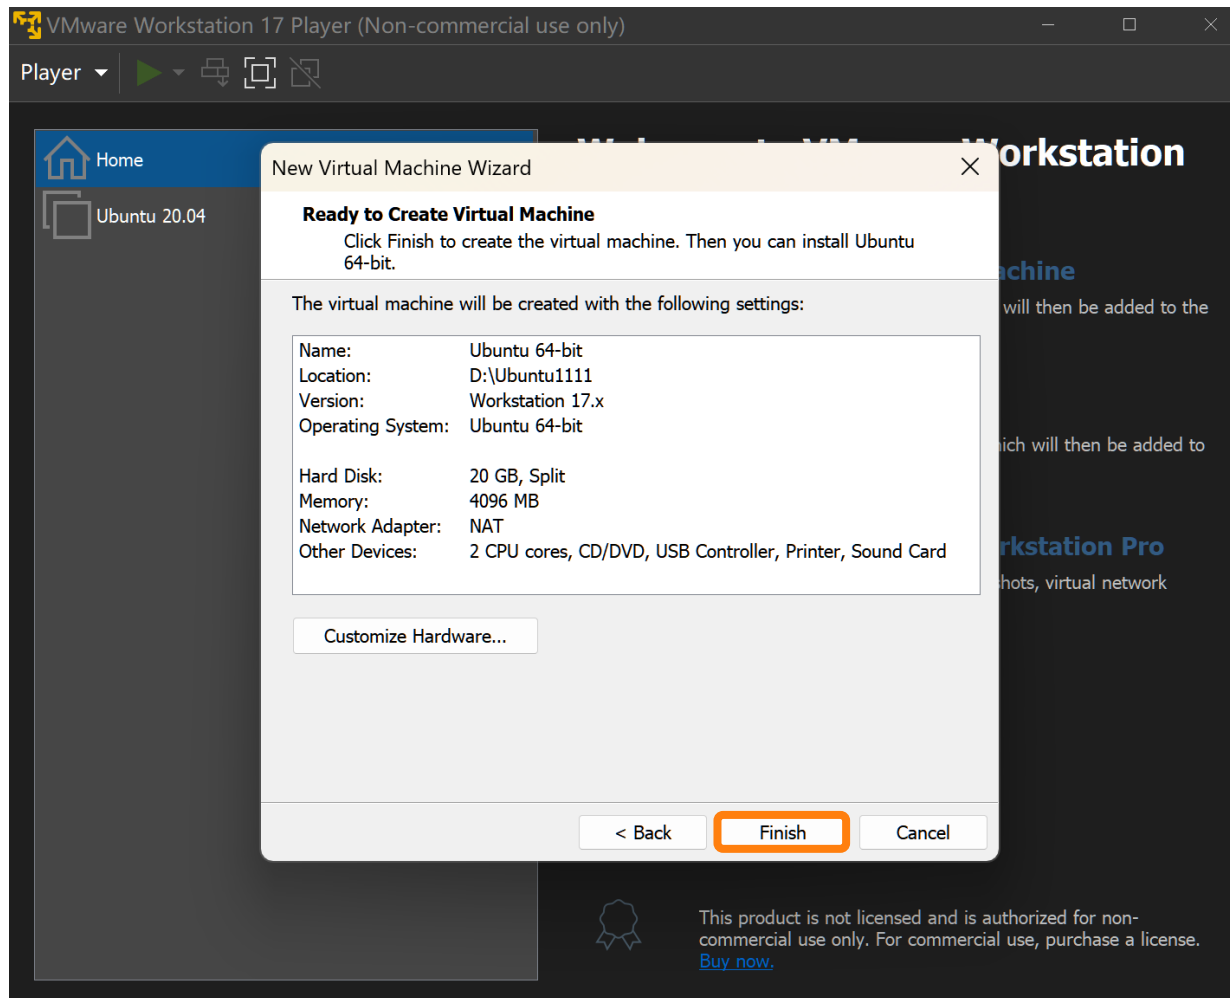 VMware Workstation 17 Player (Non-commercial use only)
Player
Home
Ubuntu 20.04
orkstation
New Virtual Machine Wizard
Ready to Create Virtual Machine
Click Finish to create the virtual machine. Then you can install Ubuntu
64-bit.
The virtual machine will be created with the following settings:
Name: Ubuntu 64-bit
Location: D:\Ubuntu1111
Version: Workstation 17.x
Operating System: Ubuntu 64-bit
Hard Disk: 20 GB, Split
Memory: 4096 MB
Network Adapter: NAT
Other Devices: 2 CPU cores, CD/DVD, USB Controller, Printer, Sound Card
Customize Hardware...
< Back
Finish
Cancel
achine
will then be added to the
ich will then be added to
rkstation Pro
hots, virtual network
This product is not licensed and is authorized for non-
commercial use only. For commercial use, purchase a license.
Buy now.